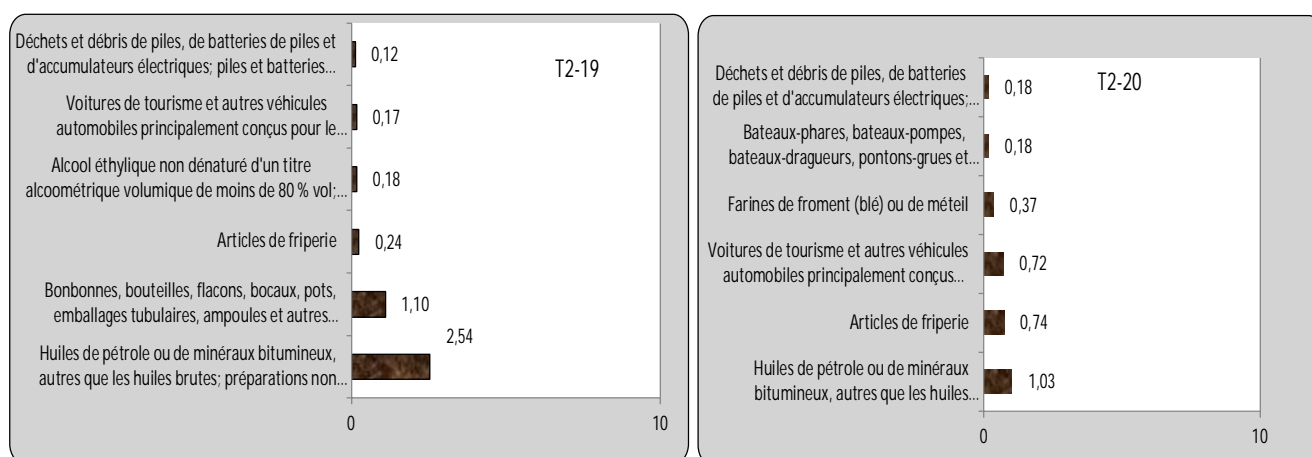 Déchets et débris de piles, de batteries de piles et
d'accumulateurs électriques; piles et batteries...
0,12
T2-19
Voitures de tourisme et autres véhicules
automobiles principalement conçus pour le...
0,17
Alcool éthylique non dénaturé d'un titre
alcoométrique volumique de moins de 80 % vol;...
0,18
Articles de friperie
0,24
Bonbonnes, bouteilles, flacons, bocaux, pots,
emballages tubulaires, ampoules et autres...
1,10
Huiles de pétrole ou de minéraux bitumineux,
autres que les huiles brutes; préparations non...
2,54
0
10
Déchets et débris de piles, de batteries
de piles et d'accumulateurs électriques;...
0,18
T2-20
Bateaux-phares, bateaux-pompes,
bateaux-dragueurs, pontons-grues et...
0,18
Farines de froment (blé) ou de méteil
0,37
Voitures de tourisme et autres véhicules
automobiles principalement conçus...
0,72
Articles de friperie
0,74
Huiles de pétrole ou de minéraux
bitumineux, autres que les huiles...
1,03
0
10